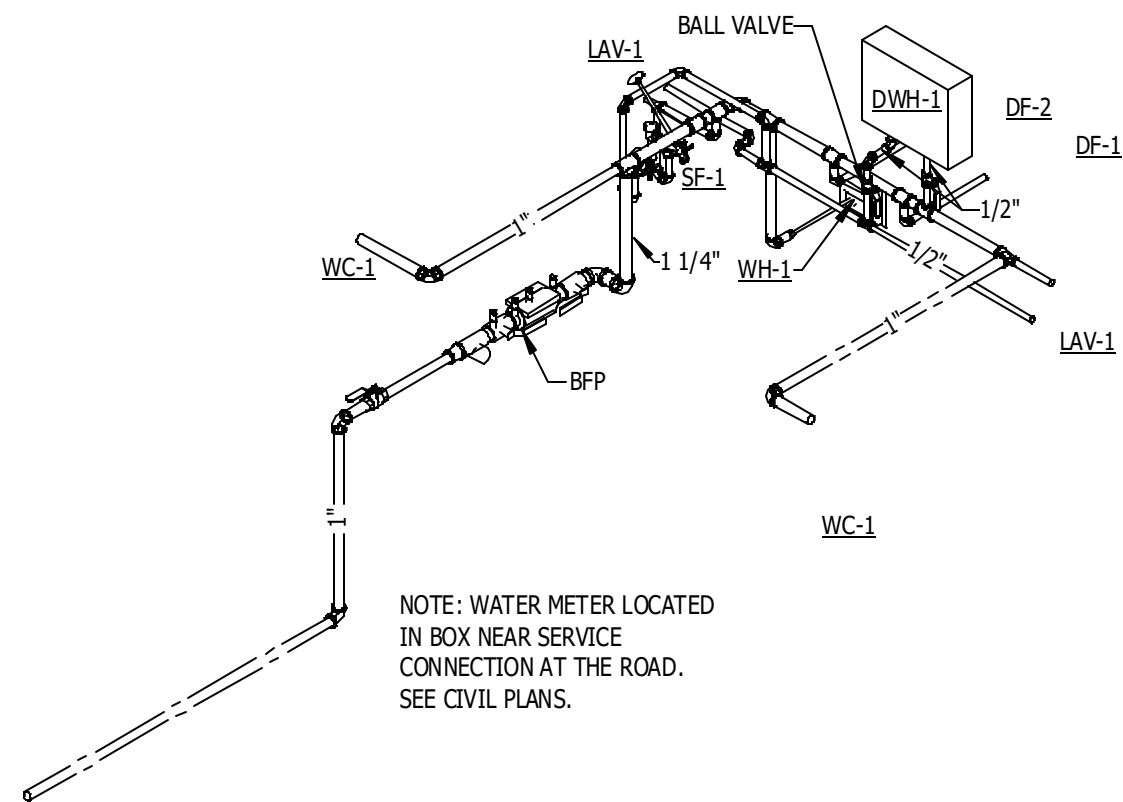 BALL VALVE
LAV-1
DWH-1
DF-2
DF-1
SF-1
1/2"
1"
WC-1
1 1/4"
WH-1
1/2"
1"
LAV-1
BFP
1"
WC-1
NOTE: WATER METER LOCATED
IN BOX NEAR SERVICE
CONNECTION AT THE ROAD.
SEE CIVIL PLANS.